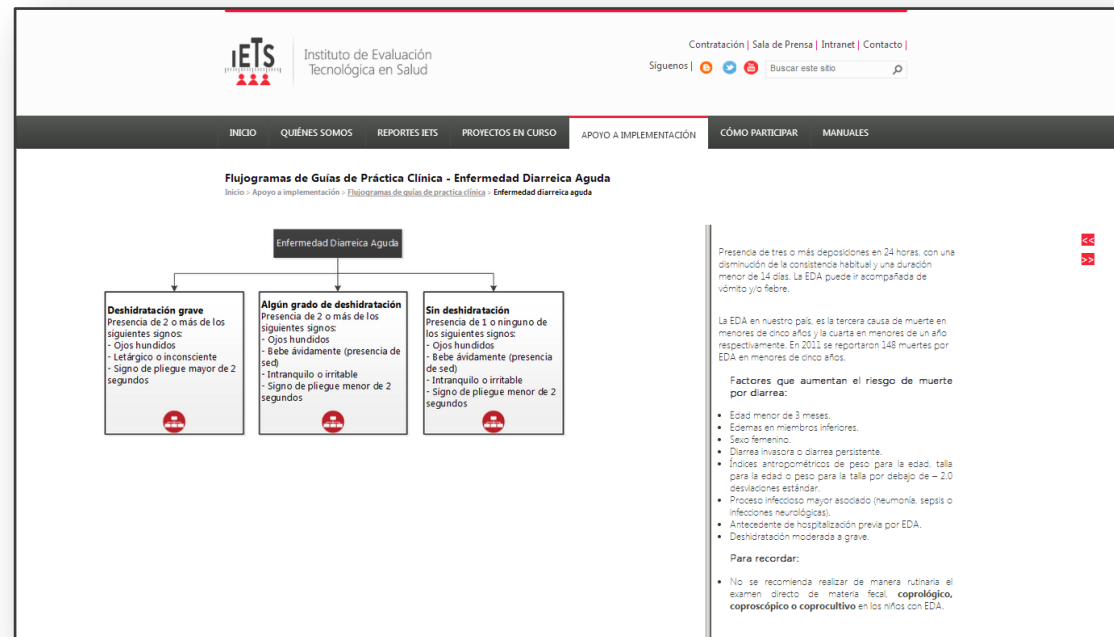 IETS
Instituto de Evaluación
Tecnológica en Salud
Contratación | Sala de Prensa | Intranet | Contacto |
Síguenos |
Buscar este sitio
INICIO
QUIÉNES SOMOS
REPORTES IETS
PROYECTOS EN CURSO
APOYO A IMPLEMENTACIÓN
CÓMO PARTICIPAR
MANUALES
Flujogramas de Guías de Práctica Clínica - Enfermedad Diarreica Aguda
Inicio > Apoyo a implementación > Flujogramas de guías de practica clínica > Enfermedad diarreica aguda
Enfermedad Diarreica Aguda
Deshidratación grave
Presencia de 2 o más de los
siguientes signos:
- Ojos hundidos
- Letárgico o inconsciente
- Signo de pliegue mayor de 2
segundos
Algún grado de deshidratación
Presencia de 2 o más de los
siguientes signos:
- Ojos hundidos
- Bebe ávidamente (presencia de
sed)
- Intranquilo o irritable
- Signo de pliegue menor de 2
segundos
Sin deshidratación
Presencia de 1 o ninguno de
los siguientes signos:
- Ojos hundidos
- Bebe ávidamente (presencia
de sed)
- Intranquilo o irritable
- Signo de pliegue menor de 2
segundos
<<
>>
Presencia de tres o más deposiciones en 24 horas, con una
disminución de la consistencia habitual y una duración
menor de 14 días. La EDA puede ir acompañada de
vómito y/o fiebre.
La EDA en nuestro país, es la tercera causa de muerte en
menores de cinco años y la cuarta en menores de un año
respectivamente. En 2011 se reportaron 148 muertes por
EDA en menores de cinco años.
Factores que aumentan el riesgo de muerte
por diarrea:
• Edad menor de 3 meses.
• Edemas en miembros inferiores.
• Sexo femenino.
• Diarrea invasora o diarrea persistente.
• Índices antropométricos de peso para la edad, talla
para la edad o peso para la talla por debajo de – 2.0
desviaciones estándar.
• Proceso infeccioso mayor asociado (neumonía, sepsis o
infecciones neurológicas).
• Antecedente de hospitalización previa por EDA.
• Deshidratación moderada a grave.
Para recordar:
• No se recomienda realizar de manera rutinaria el
examen directo de materia fecal, coprológico,
coproscópico o coprocultivo en los niños con EDA.